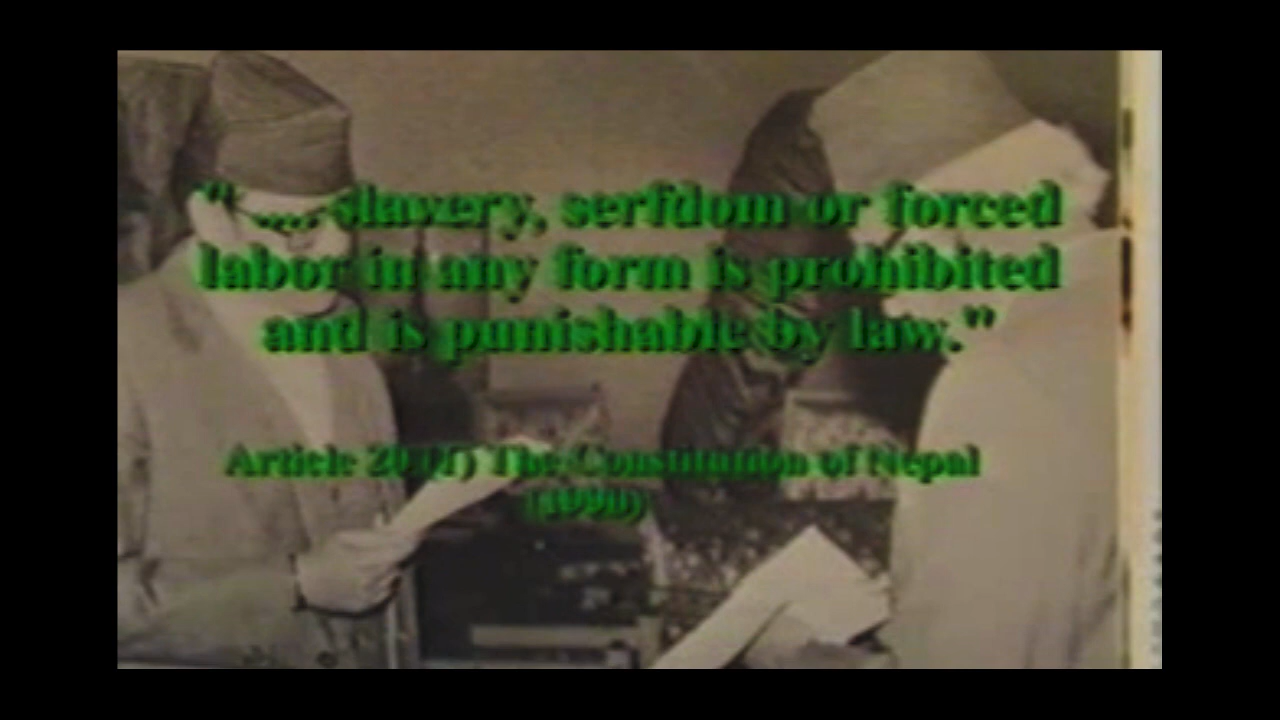 " .... slavery, serfdom or forced
labor in any form is prohibited
and is punishable by law."
Article 20 (1) The Constitution of Nepal
(1990)